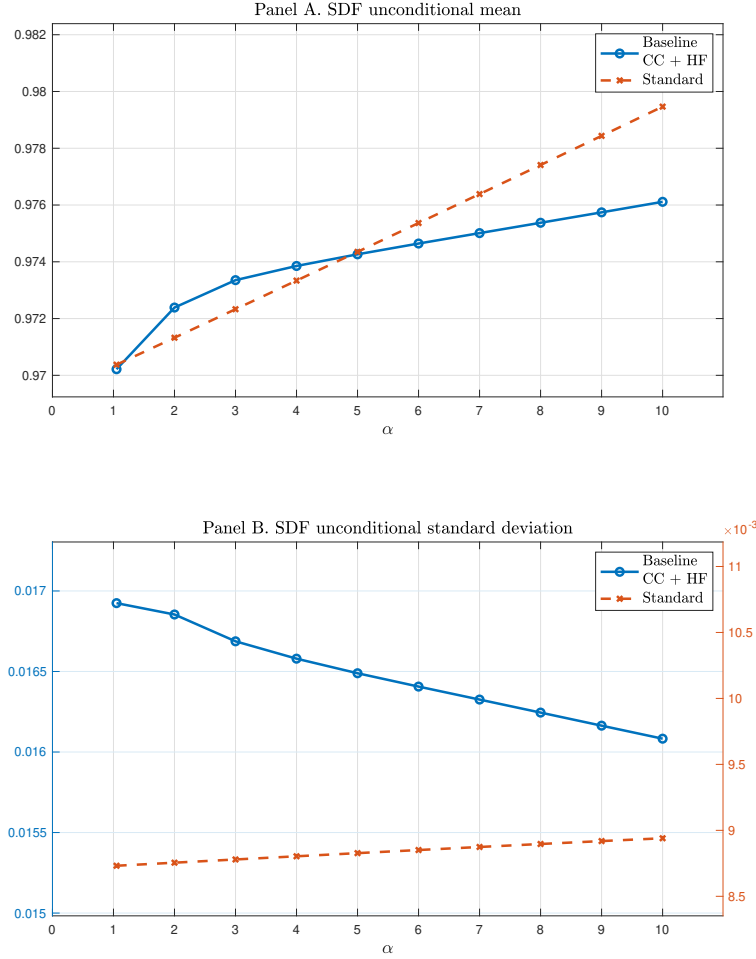 Panel A. SDF unconditional mean
0.982
0.98
0.978
0.976
0.974
0.972
0.97
Baseline
CC + HF
Standard
0 1 2 3 4 5 6 7 8 9 10
α
Panel B. SDF unconditional standard deviation
×10⁻³
0.017
0.0165
0.016
0.0155
0.015
Baseline
CC + HF
Standard
11
10.5
10
9.5
9
8.5
0 1 2 3 4 5 6 7 8 9 10
α